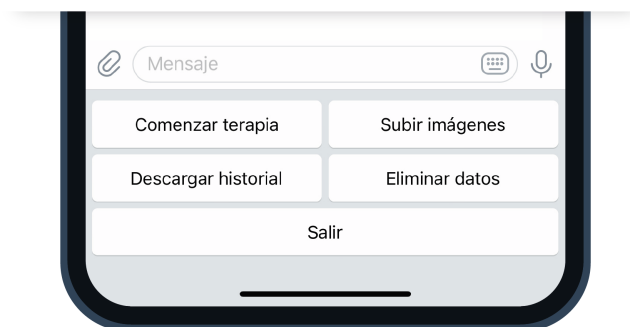 Mensaje
Comenzar terapia
Subir imágenes
Descargar historial
Eliminar datos
Salir